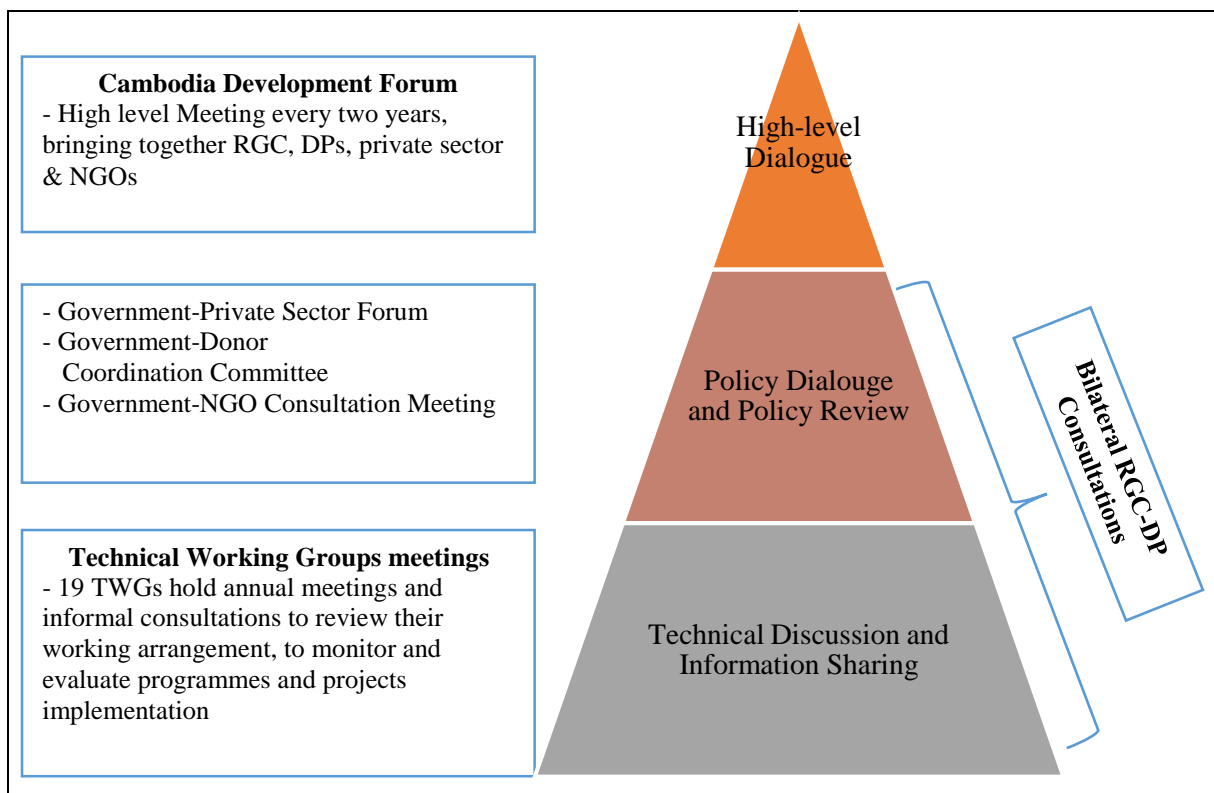 Cambodia Development Forum
- High level Meeting every two years,
bringing together RGC, DPs, private sector
& NGOs
High-level
Dialogue
- Government-Private Sector Forum
- Government-Donor
Coordination Committee
- Government-NGO Consultation Meeting
Policy Dialouge
and Policy Review
Bilateral RGC-DP
Consultations
Technical Working Groups meetings
- 19 TWGs hold annual meetings and
informal consultations to review their
working arrangement, to monitor and
evaluate programmes and projects
implementation
Technical Discussion and
Information Sharing